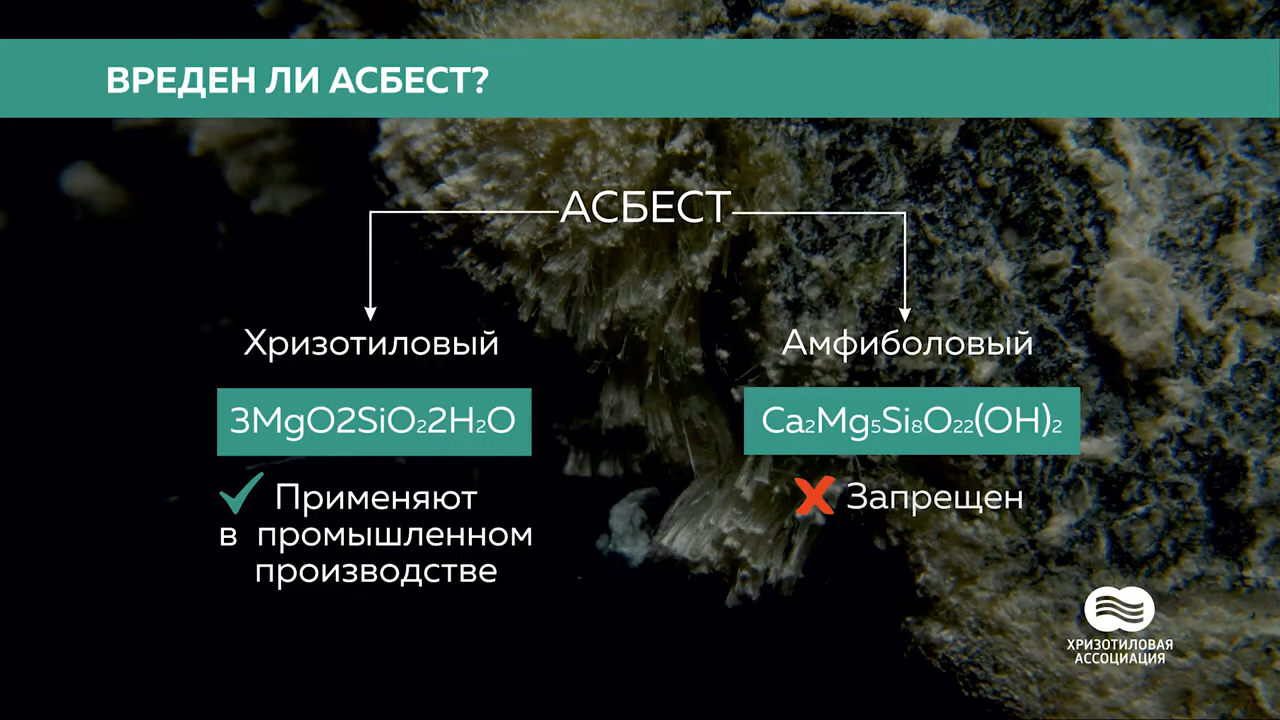 ВРЕДЕН ЛИ АСБЕСТ?
АСБЕСТ
Хризотиловый
3MgO2SiO₂2H₂O
Применяют
в промышленном
производстве
Амфиболовый
Ca₂Mg₅Si₈O₂₂(OH)₂
Запрещен
ХРИЗОТИЛОВАЯ
АССОЦИАЦИЯ